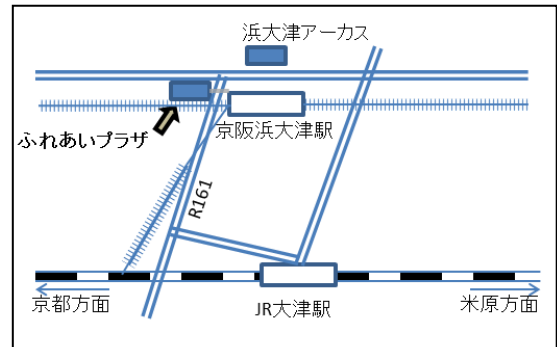 浜大津アーカス
京阪浜大津駅
ふれあいプラザ
R161
京都方面
JR大津駅
米原方面